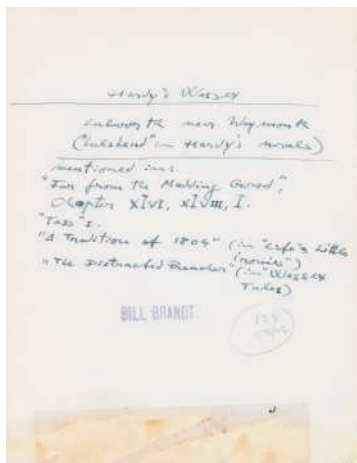 Hardy's Wessex
Lulworth near Weymouth
("Lulstead" in Hardy's novels)
mentioned in:
"Far from the Madding Crowd",
Chapter XLVI, XLVIII, I.
"Tess" I.
"A Tradition of 1804" (in "Life's Little
Ironies")
"The Distracted Preacher" (in "Wessex
Tales)
BILL BRANDT